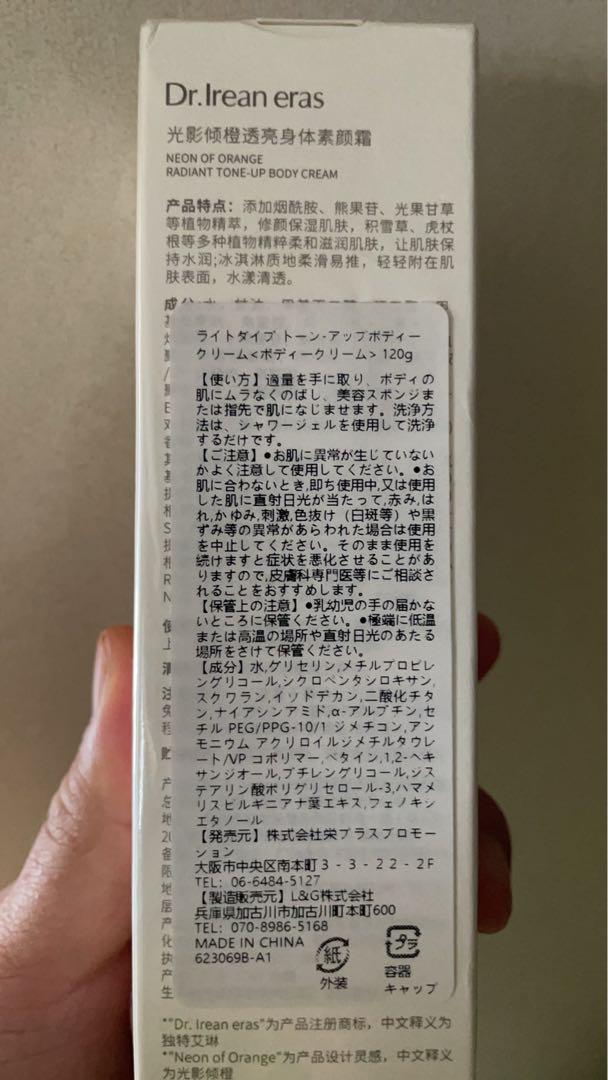 Dr.Irean eras
光影倾橙透亮身体素颜霜
NEON OF ORANGE
RADIANT TONE-UP BODY CREAM
产品特点：添加烟酰胺、熊果苷、光果甘草
等植物精萃，修颜保湿肌肤，积雪草、虎杖
根等多种植物精粹柔和滋润肌肤，让肌肤保
持水润;冰淇淋质地柔滑易推，轻轻附在肌
肤表面，水漾清透。
ライトダイブ トーン-アップボディー
クリーム<ボディークリーム> 120g
【使い方】適量を手に取り、ボディの
肌にムラなくのばし、美容スポンジま
たは指先で肌になじませます。洗浄方
法は、シャワージェルを使用して洗浄
するだけです。
【ご注意】●お肌に異常が生じていない
かよく注意して使用してください。●お
肌に合わないとき,即ち使用中,又は使用
した肌に直射日光が当たって,赤み,は
れ,かゆみ,刺激,色抜け（白斑等）や黒
ずみ等の異常があらわれた場合は使用
を中止してください。そのまま使用を
続けますと症状を悪化させることがあ
りますので,皮膚科専門医等にご相談さ
れることをおすすめします。
【保管上の注意】●乳幼児の手の届かな
いところに保管ください。●極端に低温
または高温の場所や直射日光のあたる
場所をさけて保管ください。
【成分】水,グリセリン,メチルプロピレ
ングリコール,シクロペンタシロキサン,
スクワラン,イソドデカン,二酸化チタ
ン,ナイアシンアミド,α-アルブチン,セ
チル PEG/PPG-10/1 ジメチコン,アン
モニウム アクリロイルジメチルタウレ
ート/VP コポリマー,ベタイン,1,2-ヘキ
サンジオール,ブチレングリコール,ジス
テアリン酸ポリグリセロール-3,ハマメ
リスビルギニアナ葉エキス,フェノキシ
エタノール
【発売元】株式会社栄プラスプロモー
ション
大阪市中央区南本町３-３-２２-２F
TEL: 06-6484-5127
【製造販売元】L&G株式会社
兵庫県加古川市加古川町本町600
TEL: 070-8986-5168
MADE IN CHINA
623069B-A1
紙
外装
プラ
容器
キャップ
*"Dr. Irean eras"为产品注册商标，中文释义为
独特艾琳
*"Neon of Orange"为产品设计灵感，中文释义
为光影倾橙